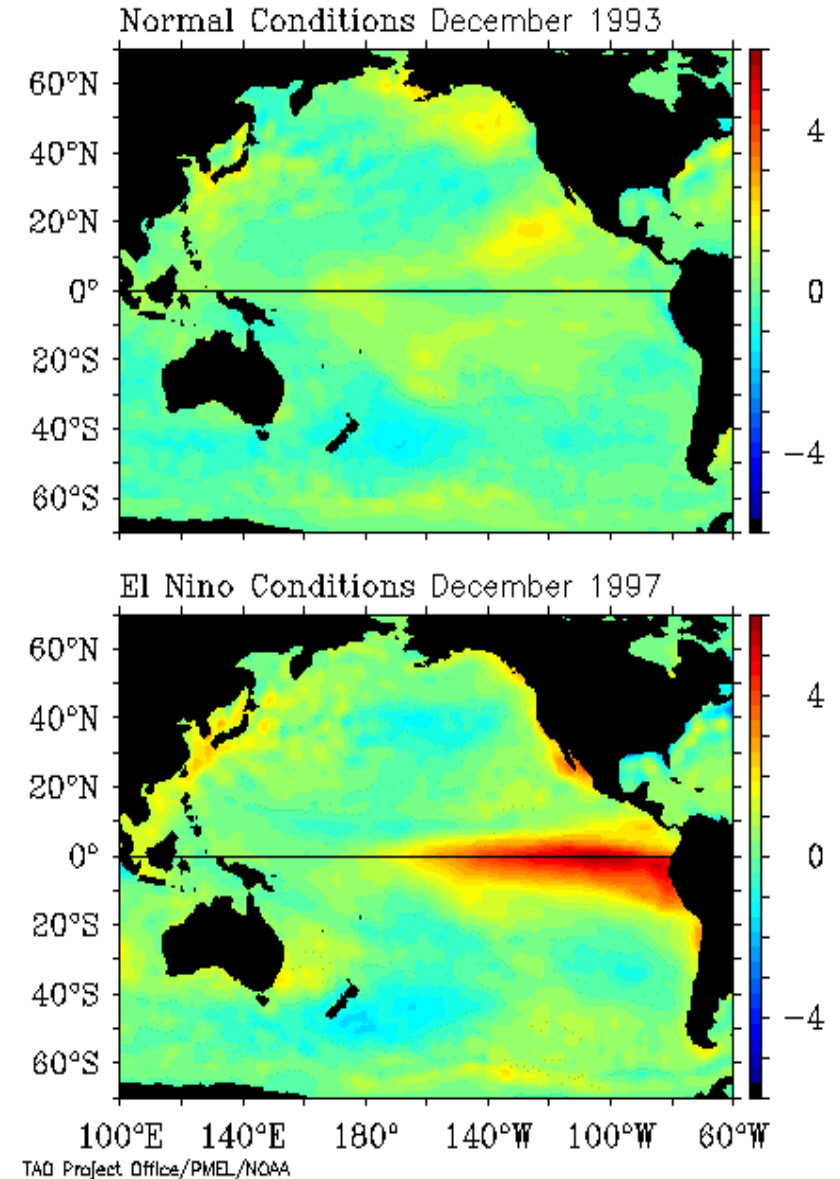 Normal Conditions December 1993
60°N
40°N
20°N
0°
20°S
40°S
60°S
4
0
−4
El Nino Conditions December 1997
60°N
40°N
20°N
0°
20°S
40°S
60°S
4
0
−4
100°E 140°E 180° 140°W 100°W 60°W
TAO Project Office/PMEL/NOAA